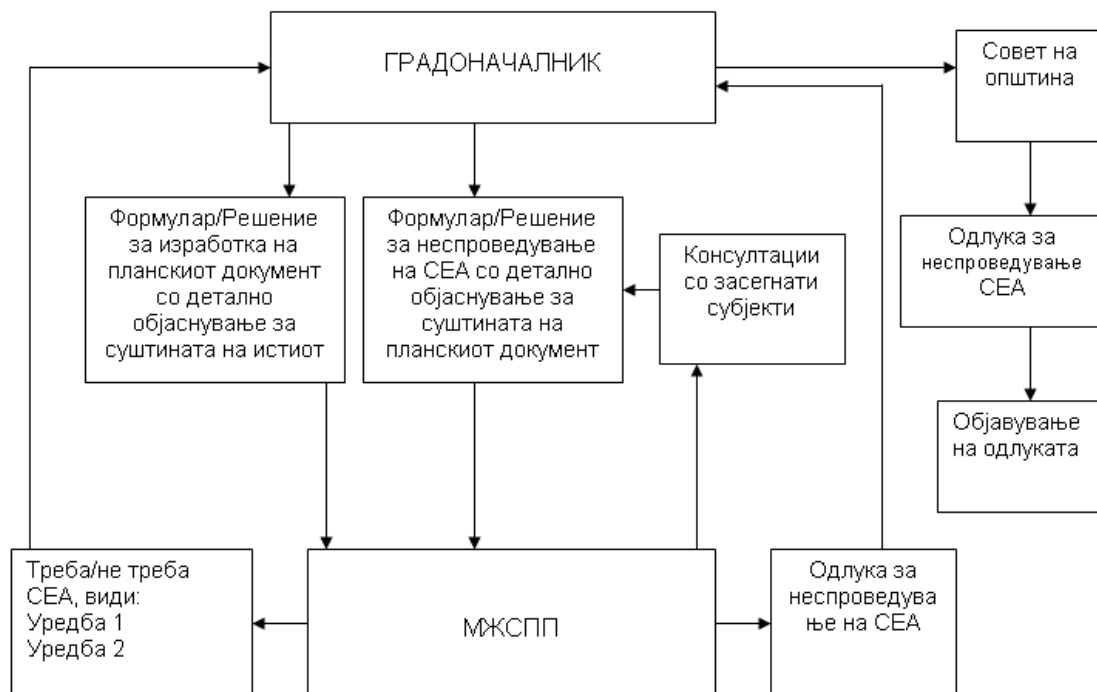 ГРАДОНАЧАЛНИК
Совет на
општина
Формулар/Решение
за изработка на
планскиот документ
со детално
објаснување за
суштината на истиот
Формулар/Решение
за неспроведување
на СЕА со детално
објаснување за
суштината на
планскиот документ
Консултации
со засегнати
субјекти
Одлука за
неспроведување
СЕА
Објавување
на одлуката
Треба/не треба
СЕА, види:
Уредба 1
Уредба 2
МЖСПП
Одлука за
неспроведува
ње на СЕА